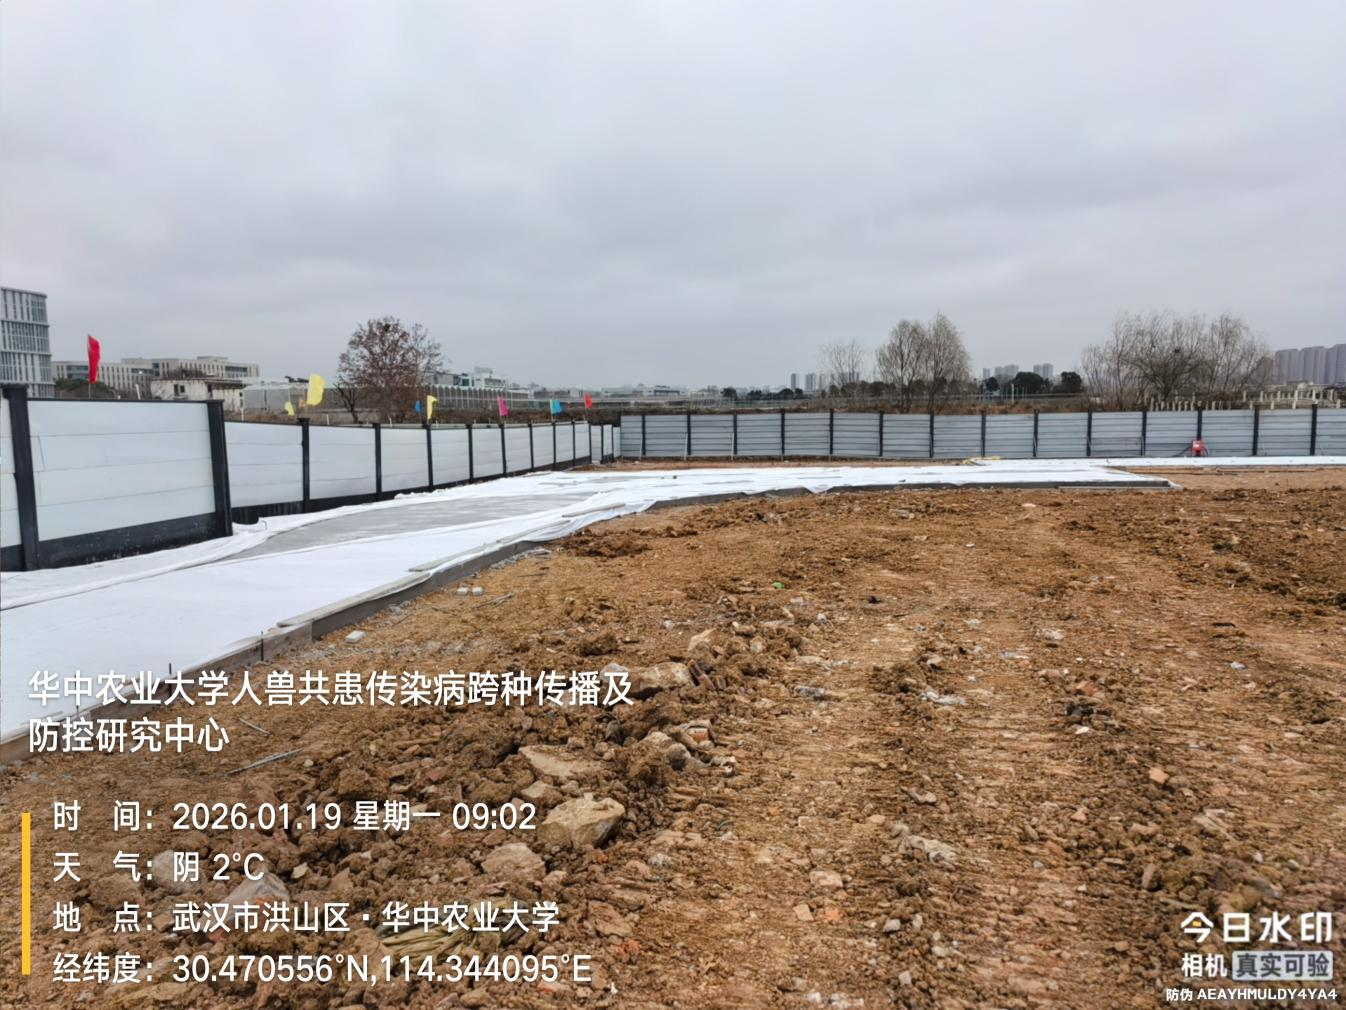 华中农业大学人兽共患传染病跨种传播及
防控研究中心
时 间：2026.01.19 星期一 09:02
天 气：阴 2°C
地 点：武汉市洪山区·华中农业大学
经纬度：30.470556°N,114.344095°E
今日水印
相机 真实可验
防伪 AEAYHMULDY4YA4